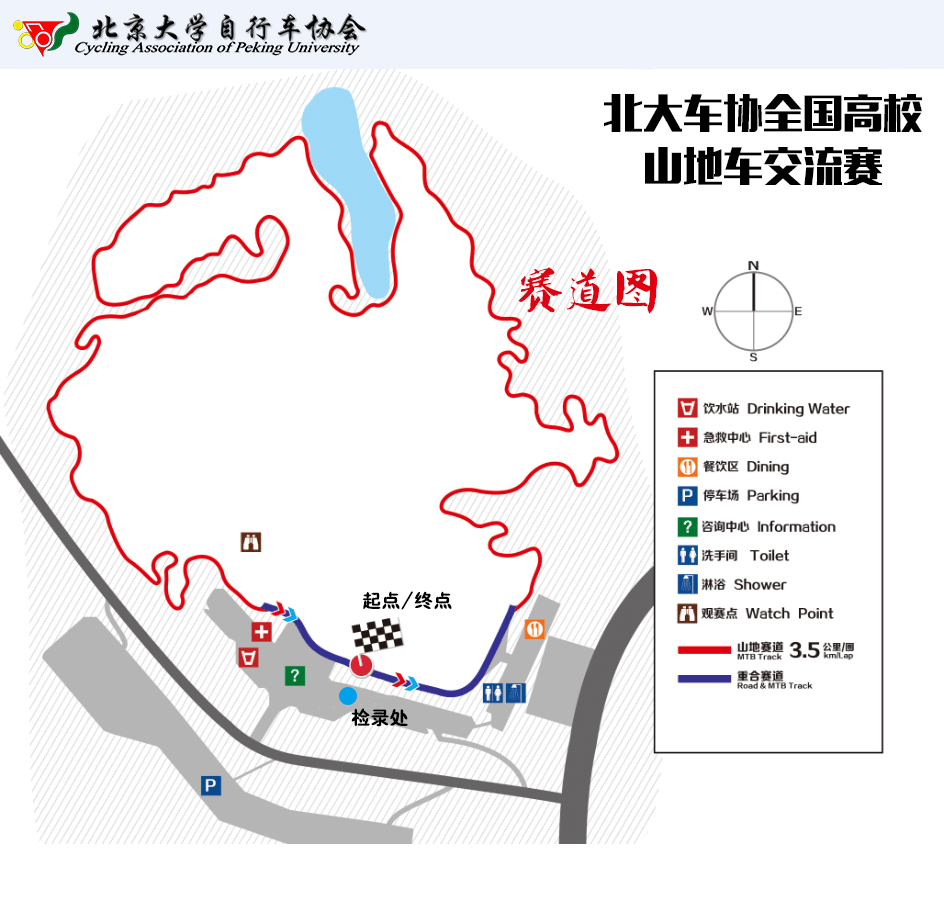 北京大学自行车协会
Cycling Association of Peking University
北大车协全国高校
山地车交流赛
赛道图
N
W
E
S
饮水站 Drinking Water
急救中心 First-aid
餐饮区 Dining
P 停车场 Parking
? 咨询中心 Information
洗手间 Toilet
淋浴 Shower
观赛点 Watch Point
山地赛道 3.5 公里/圈
MTB Track km/Lap
重合赛道
Road & MTB Track
起点/终点
?
检录处
P